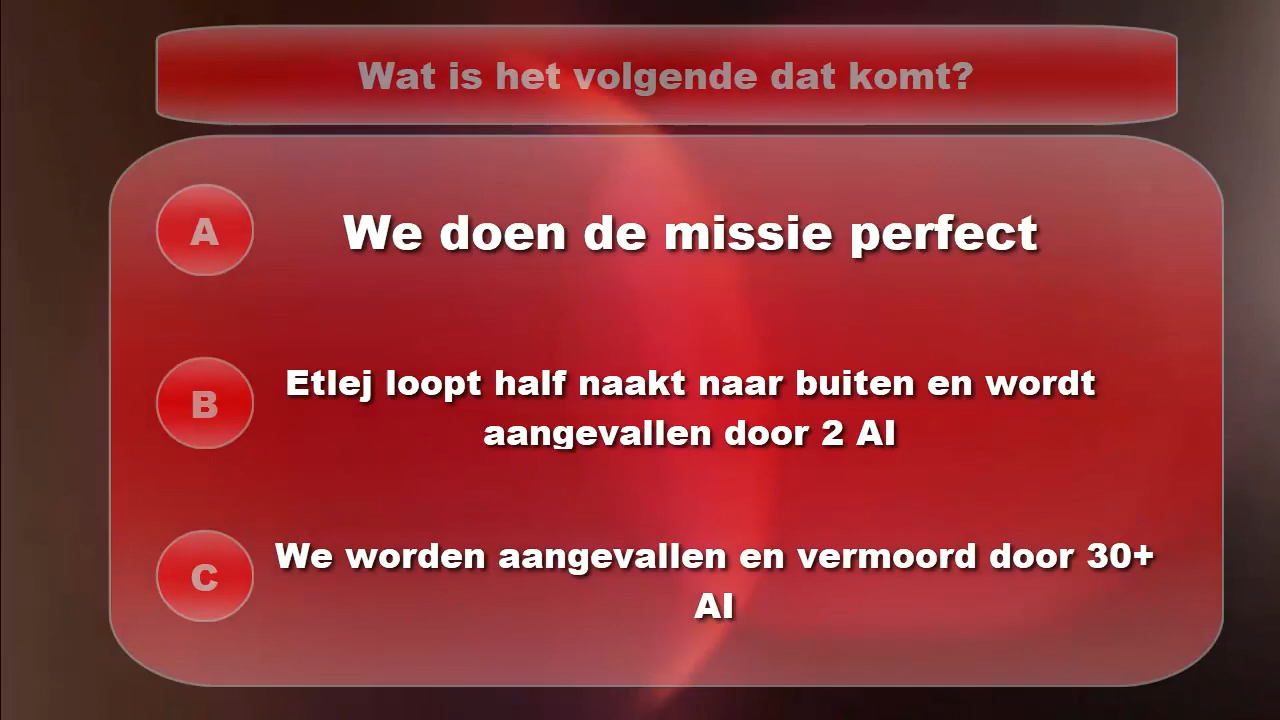 Wat is het volgende dat komt?
A
We doen de missie perfect
B
Etlej loopt half naakt naar buiten en wordt
aangevallen door 2 AI
C
We worden aangevallen en vermoord door 30+
AI